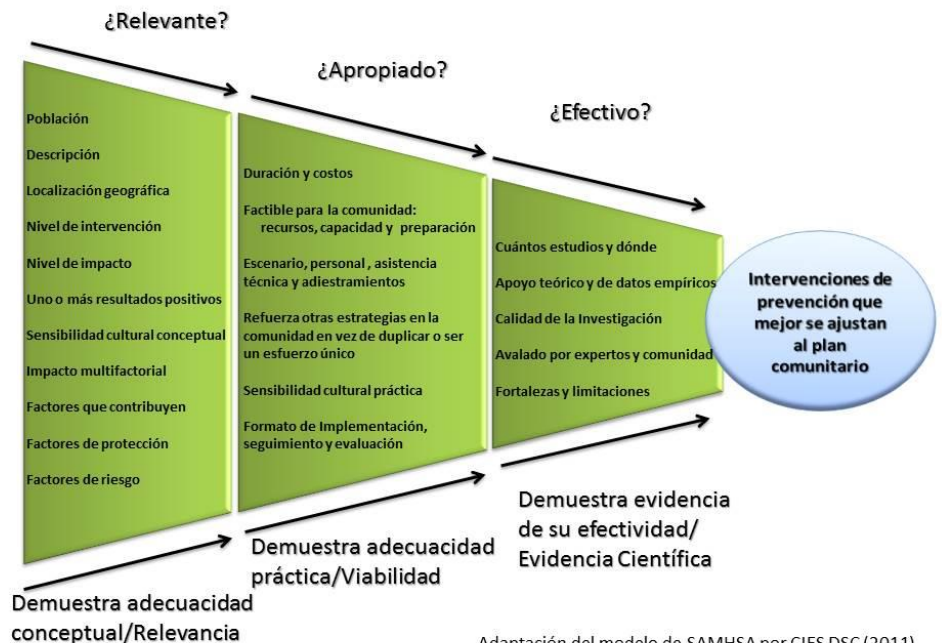 ¿Relevante?
¿Apropiado?
¿Efectivo?
Población
Descripción
Localización geográfica
Nivel de intervención
Nivel de impacto
Uno o más resultados positivos
Sensibilidad cultural conceptual
Impacto multifactorial
Factores que contribuyen
Factores de protección
Factores de riesgo
Duración y costos
Factible para la comunidad:
recursos, capacidad y preparación
Escenario, personal , asistencia
técnica y adiestramientos
Refuerza otras estrategias en la
comunidad en vez de duplicar o ser
un esfuerzo único
Sensibilidad cultural práctica
Formato de Implementación,
seguimiento y evaluación
Cuántos estudios y dónde
Apoyo teórico y de datos empíricos
Calidad de la Investigación
Avalado por expertos y comunidad
Fortalezas y limitaciones
Intervenciones de
prevención que
mejor se ajustan
al plan
comunitario
Demuestra adecuacidad
conceptual/Relevancia
Demuestra adecuacidad
práctica/Viabilidad
Demuestra evidencia
de su efectividad/
Evidencia Científica
Adaptación del modelo de SAMHSA por CIES DSC (2011)